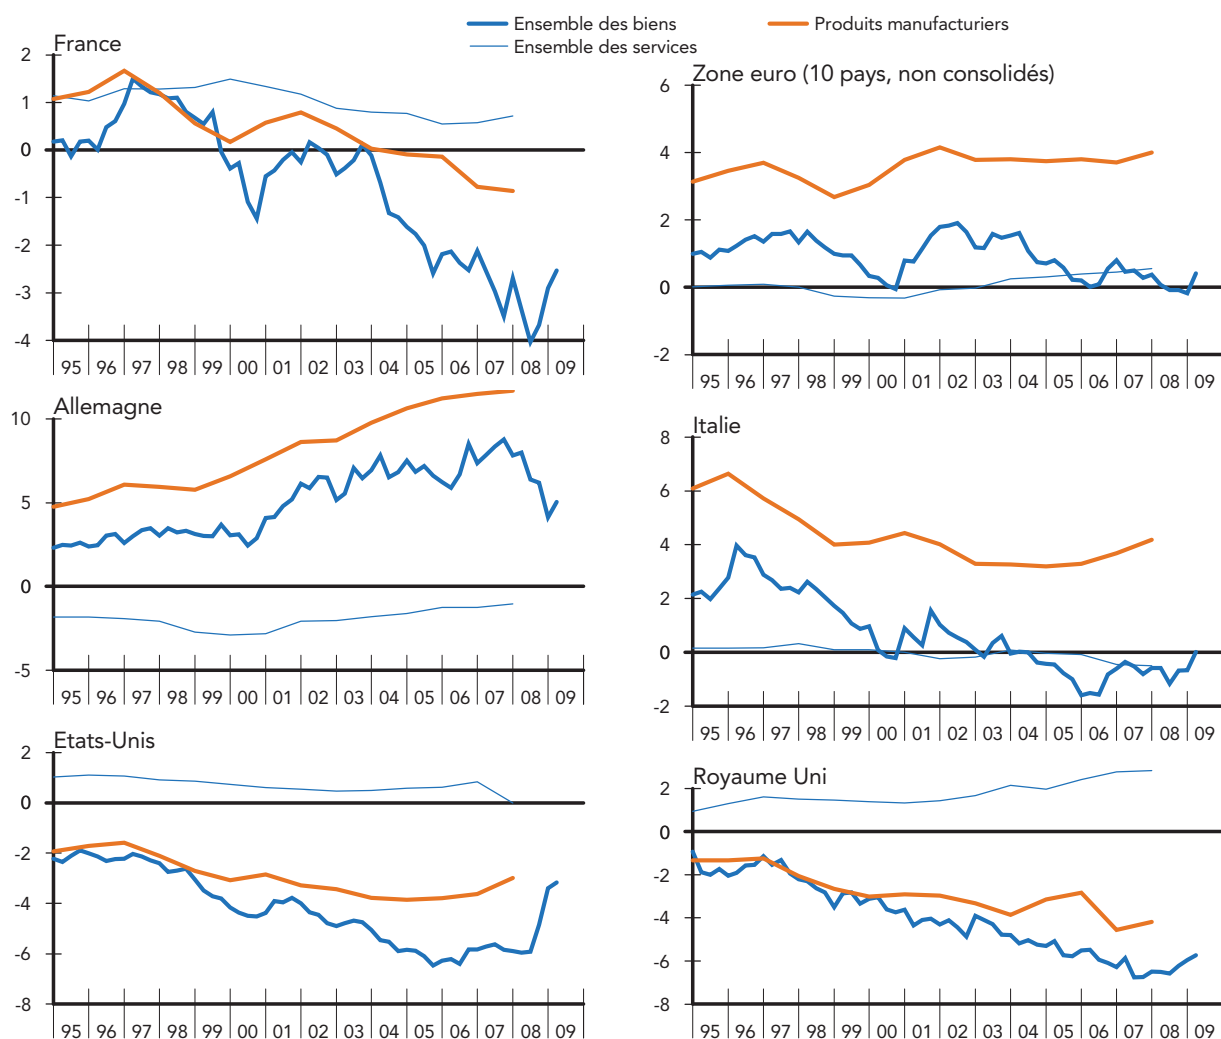 Ensemble des biens
Produits manufacturiers
Ensemble des services
France
2
1
0
-1
-2
-3
-4
95 96 97 98 99 00 01 02 03 04 05 06 07 08 09
Zone euro (10 pays, non consolidés)
6
4
2
0
-2
95 96 97 98 99 00 01 02 03 04 05 06 07 08 09
Allemagne
10
5
0
-5
95 96 97 98 99 00 01 02 03 04 05 06 07 08 09
Italie
8
6
4
2
0
-2
95 96 97 98 99 00 01 02 03 04 05 06 07 08 09
Etats-Unis
2
0
-2
-4
-6
-8
95 96 97 98 99 00 01 02 03 04 05 06 07 08 09
Royaume Uni
2
0
-2
-4
-6
-8
95 96 97 98 99 00 01 02 03 04 05 06 07 08 09